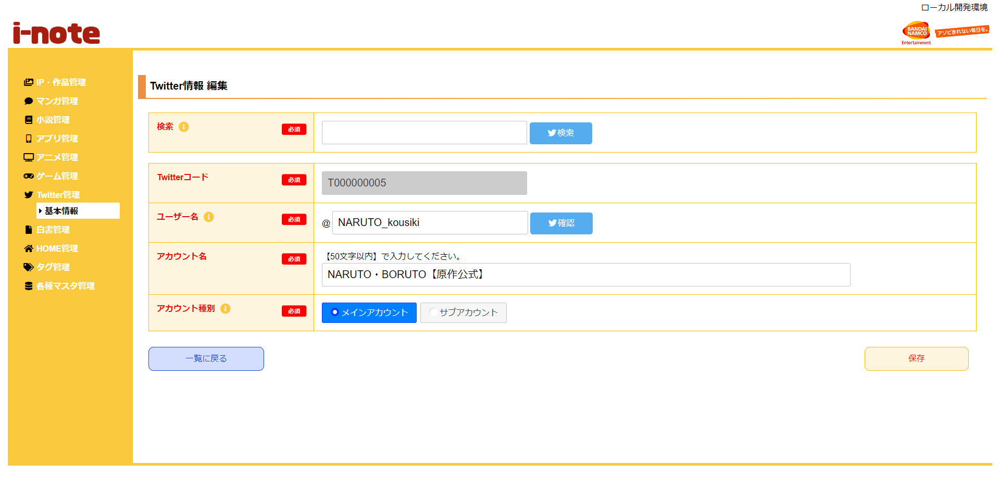 ローカル開発環境
i-note
BANDAI
NAMCO
Entertainment
アソビきれない毎日を。
IP・作品管理
マンガ管理
小説管理
アプリ管理
アニメ管理
ゲーム管理
Twitter管理
基本情報
白書管理
HOME管理
タグ管理
各種マスタ管理
Twitter情報 編集
検索 必須 検索
Twitterコード 必須 T000000005
ユーザー名 必須 @ NARUTO_kousiki 確認
アカウント名 必須 【50文字以内】で入力してください。
NARUTO・BORUTO【原作公式】
アカウント種別 必須 メインアカウント サブアカウント
一覧に戻る 保存